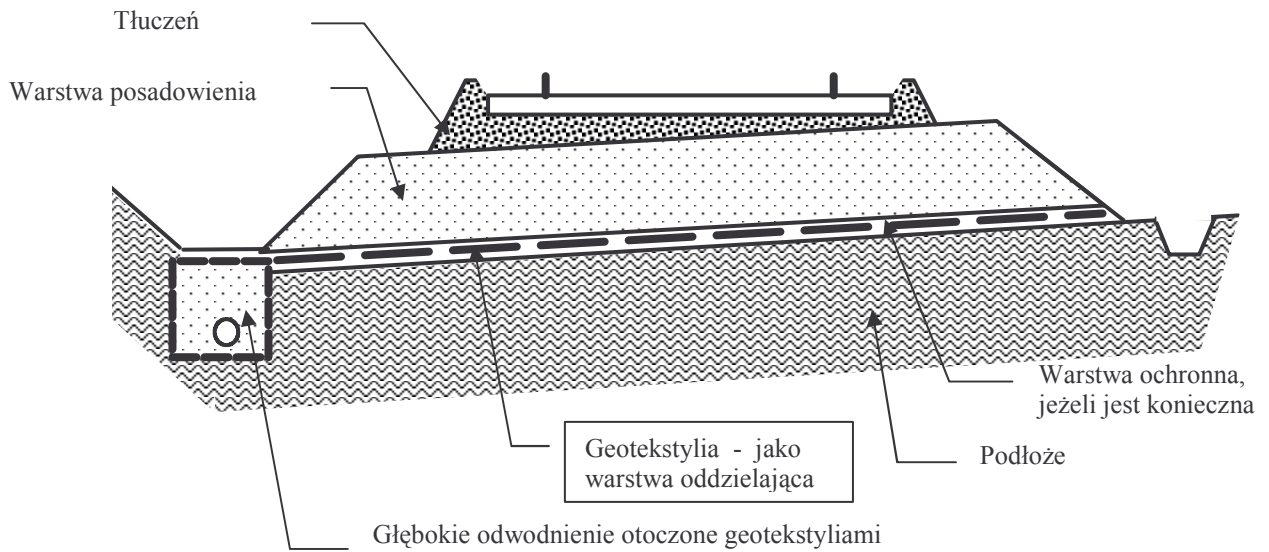 Tłuczeń
Warstwa posadowienia
Warstwa ochronna,
jeżeli jest konieczna
Geotekstylia - jako
warstwa oddzielająca
Podłoże
Głębokie odwodnienie otoczone geotekstyliami